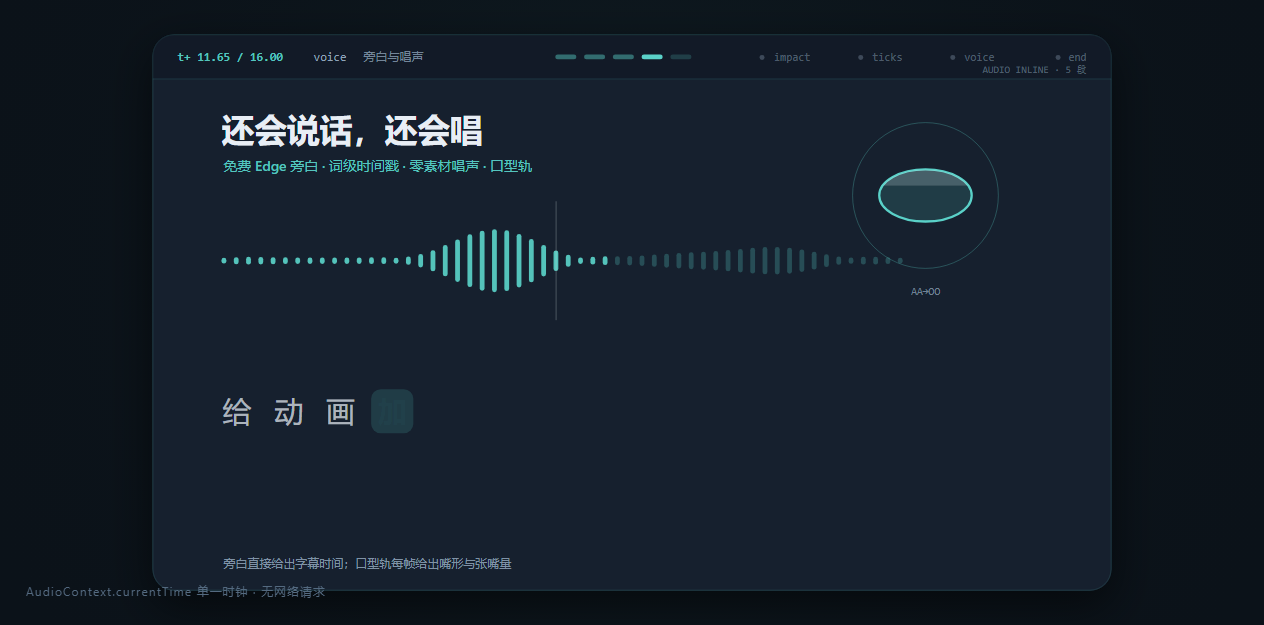 t+ 11.65 / 16.00 voice 旁白与唱声 impact ticks voice end
AUDIO INLINE · 5 段
还会说话，还会唱
免费 Edge 旁白 · 词级时间戳 · 零素材唱声 · 口型轨
AA→OO
给 动 画 加
旁白直接给出字幕时间；口型轨每帧给出嘴形与张嘴量
AudioContext.currentTime 单一时钟 · 无网络请求